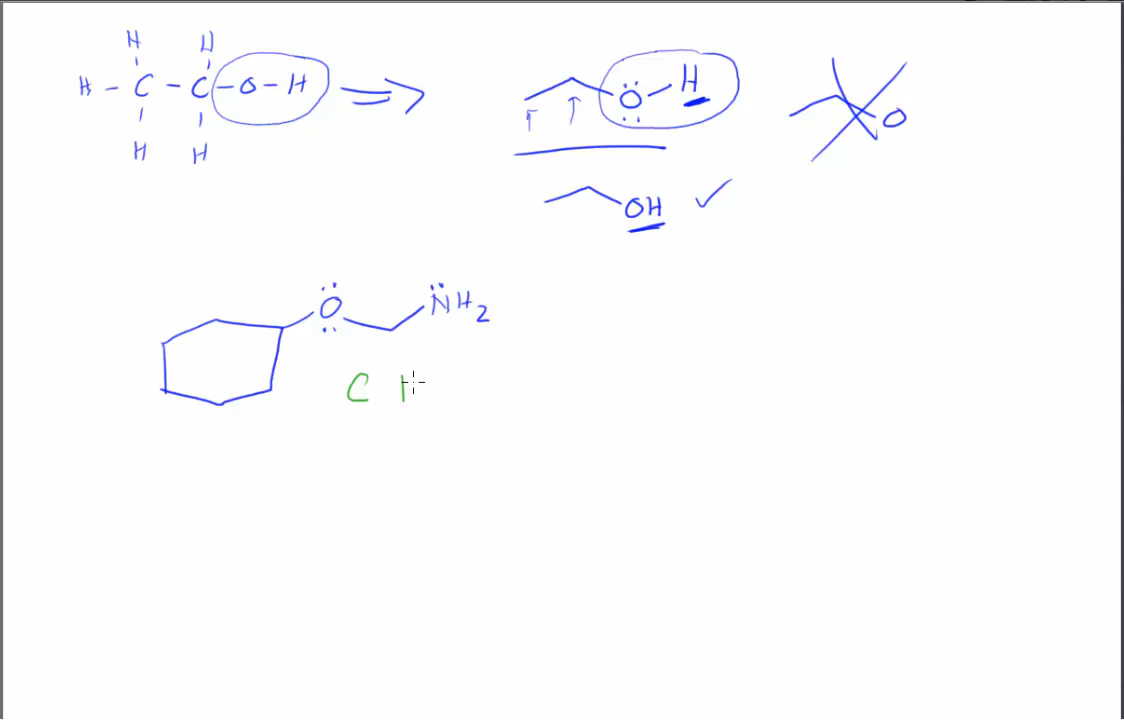 H H
H - C - C - O - H ⇒ O - H O
H H
OH ✓
O NH2
C H